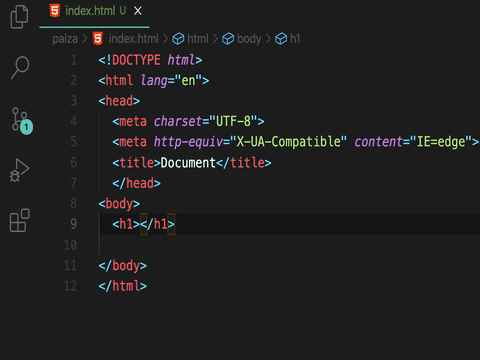 index.html U
paiza > index.html > html > body > h1
1 <!DOCTYPE html>
2 <html lang="en">
3 <head>
4 <meta charset="UTF-8">
5 <meta http-equiv="X-UA-Compatible" content="IE=edge">
6 <title>Document</title>
7 </head>
8 <body>
9 <h1></h1>
10
11 </body>
12 </html>
1